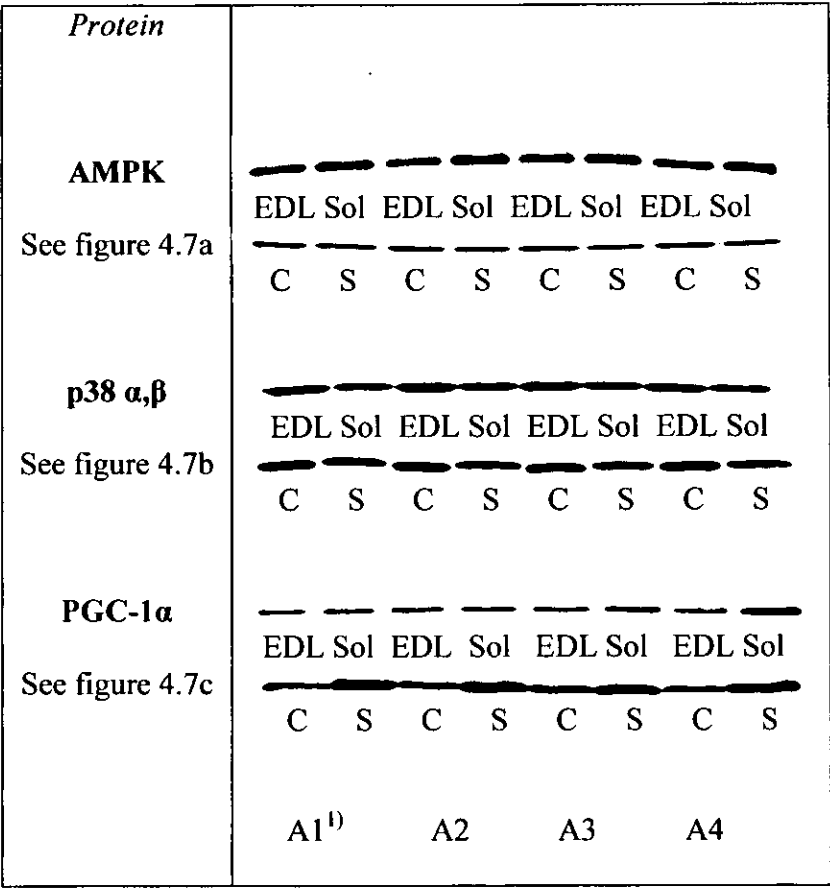 Protein
AMPK
EDL Sol EDL Sol EDL Sol EDL Sol
See figure 4.7a
C S C S C S C S
p38 α,β
EDL Sol EDL Sol EDL Sol EDL Sol
See figure 4.7b
C S C S C S C S
PGC-1α
EDL Sol EDL Sol EDL Sol EDL Sol
See figure 4.7c
C S C S C S C S
A1¹⁾ A2 A3 A4